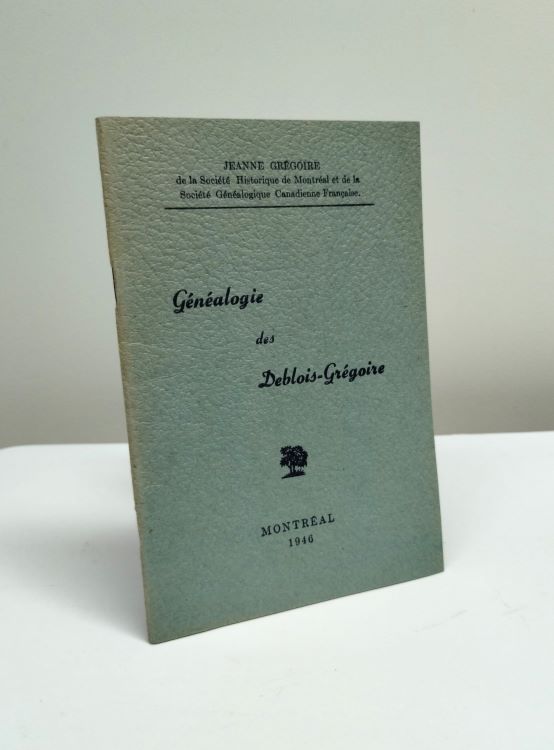 JEANNE GRÉGOIRE
de la Société Historique de Montréal et de la
Société Généalogique Canadienne Française.
Généalogie
des
Deblois-Grégoire
MONTRÉAL
1946